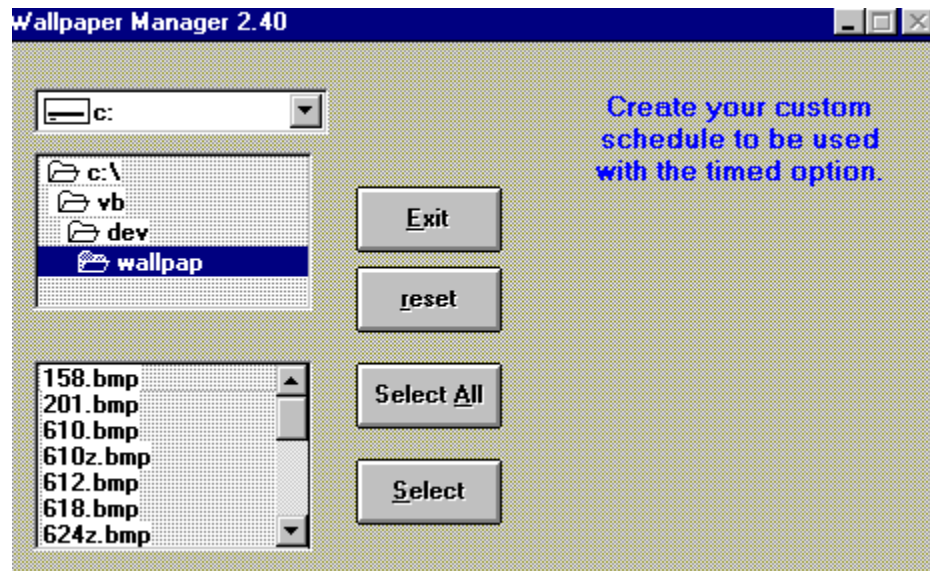 Wallpaper Manager 2.40
c:
Create your custom
schedule to be used
with the timed option.
c:\
vb
dev
wallpap
Exit
reset
Select All
Select
158.bmp
201.bmp
610.bmp
610z.bmp
612.bmp
618.bmp
624z.bmp